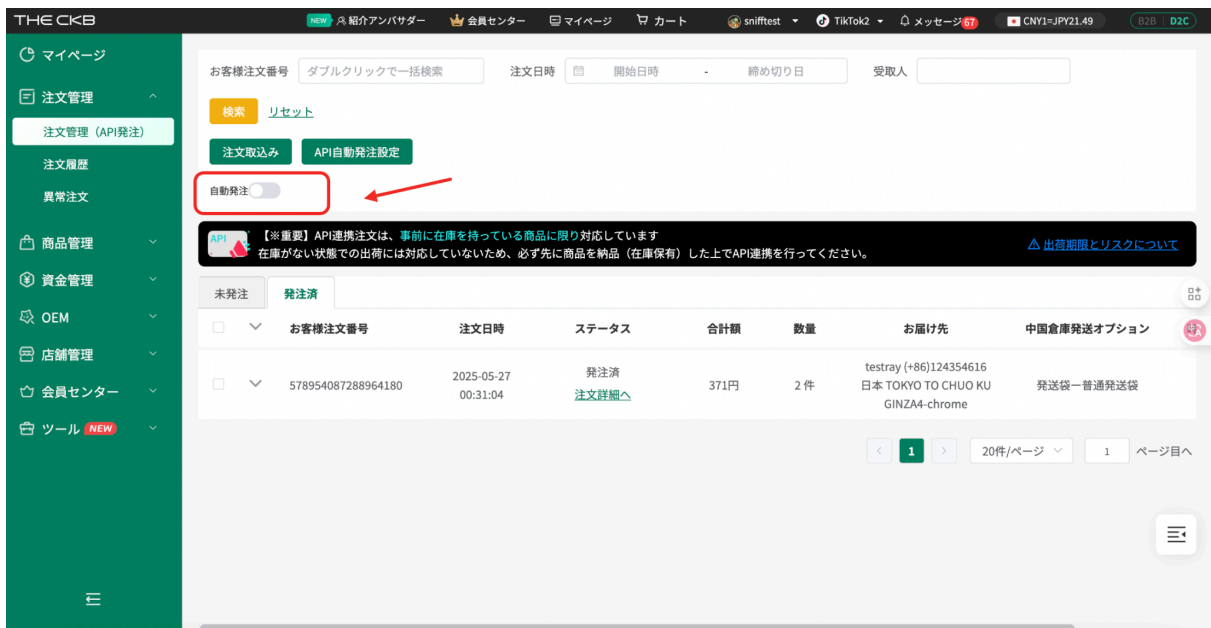 THE CKB
NEW 紹介アンバサダー
会員センター
マイページ
カート
snifftest
TikTok2
メッセージ 67
CNY1=JPY21.49
B2B D2C
マイページ
注文管理
注文管理（API発注）
注文履歴
異常注文
商品管理
資金管理
OEM
店舗管理
会員センター
ツール NEW
お客様注文番号 ダブルクリックで一括検索 注文日時 開始日時 - 締め切り日 受取人
検索 リセット
注文取込み API自動発注設定
自動発注
API
【※重要】API連携注文は、事前に在庫を持っている商品に限り対応しています
在庫がない状態での出荷には対応していないため、必ず先に商品を納品（在庫保有）した上でAPI連携を行ってください。
出荷期限とリスクについて
未発注 発注済
お客様注文番号 注文日時 ステータス 合計額 数量 お届け先 中国倉庫発送オプション
578954087288964180
2025-05-27
00:31:04
発注済
注文詳細へ
371円
2 件
testray (+86)124354616
日本 TOKYO TO CHUO KU
GINZA4-chrome
発送袋ー普通発送袋
1 20件/ページ 1 ページ目へ